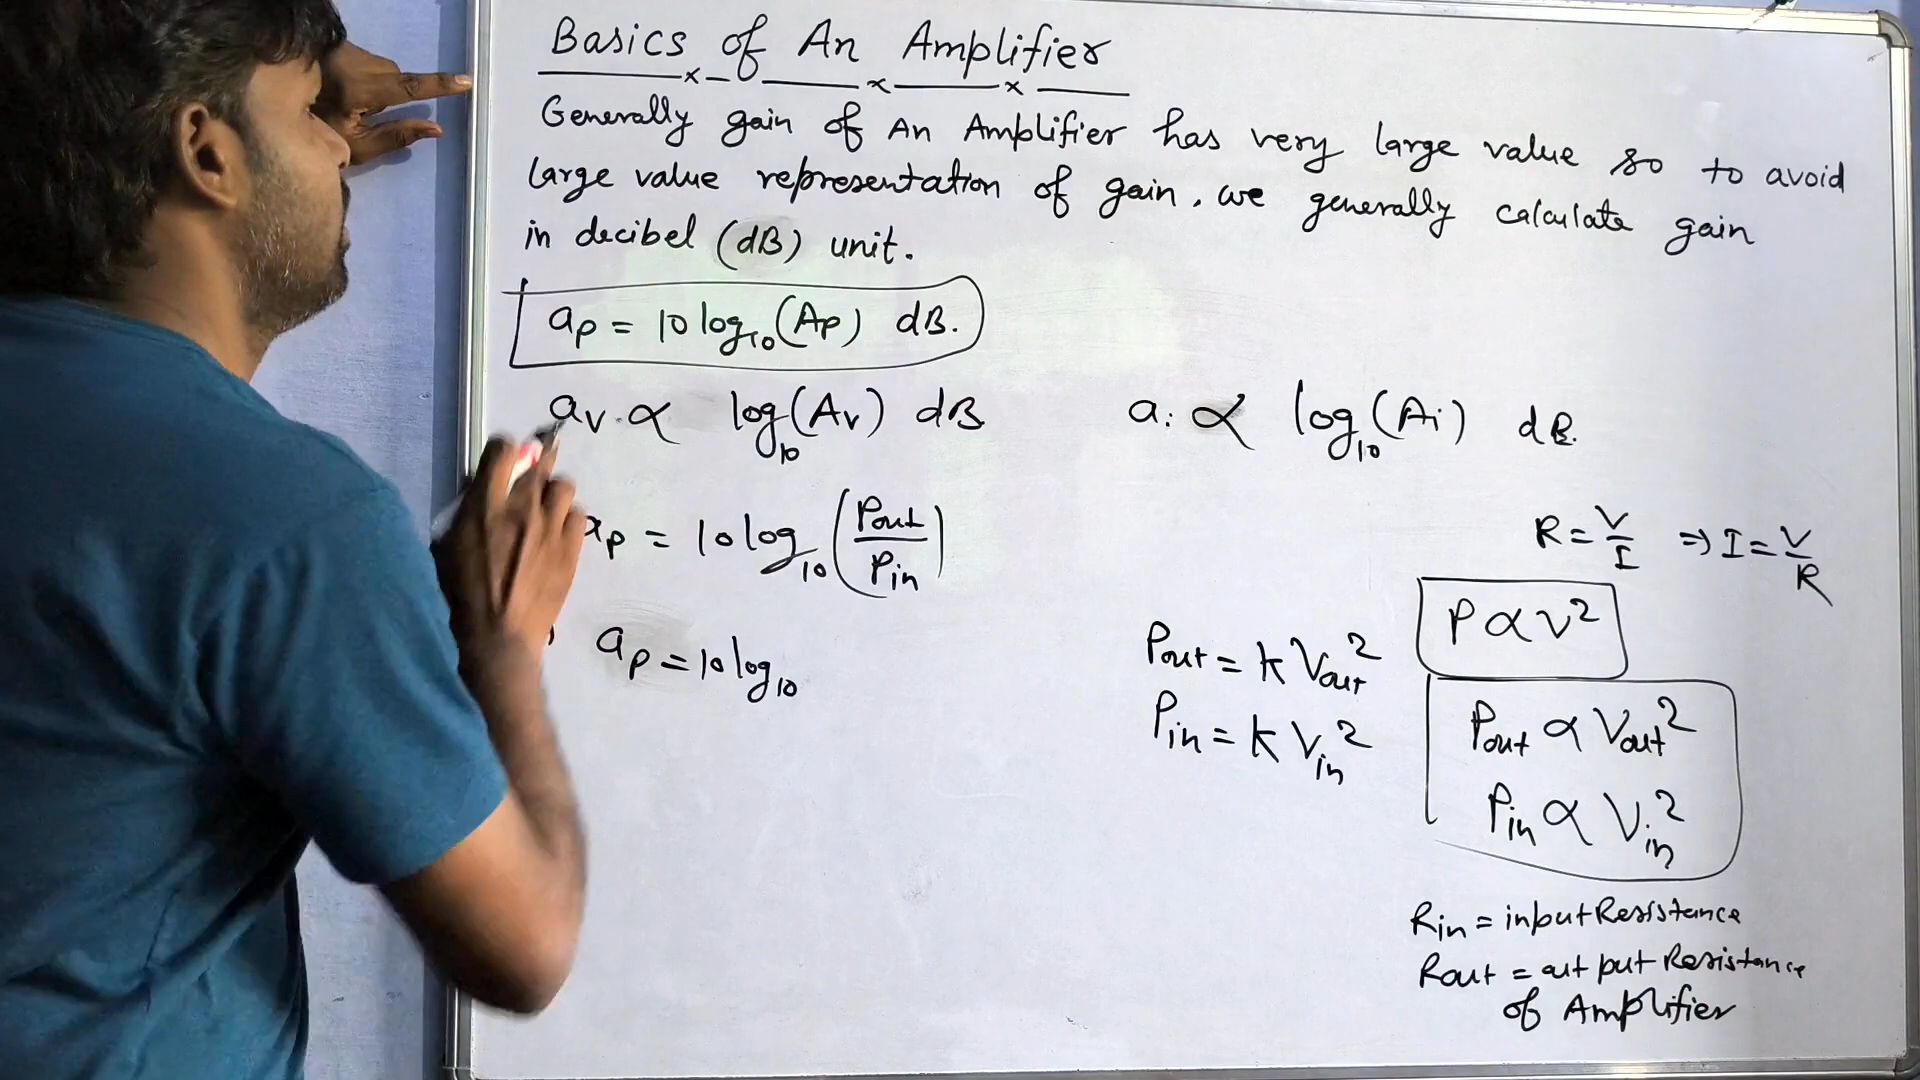 Basics of An Amplifier
Generally gain of An Amplifier has very large value so to avoid
large value representation of gain, we generally calculate gain
in decibel (dB) unit.
ap = 10 log10(Ap) dB.
av ∝ log10(Av) dB
ai ∝ log10(Ai) dB.
ap = 10 log10(Pout/Pin)
ap = 10 log10
R = V/I ⇒ I = V/R
P ∝ V²
Pout = k Vout²
Pin = k Vin²
Pout ∝ Vout²
Pin ∝ Vin²
Rin = input Resistance
Rout = output Resistance
of Amplifier